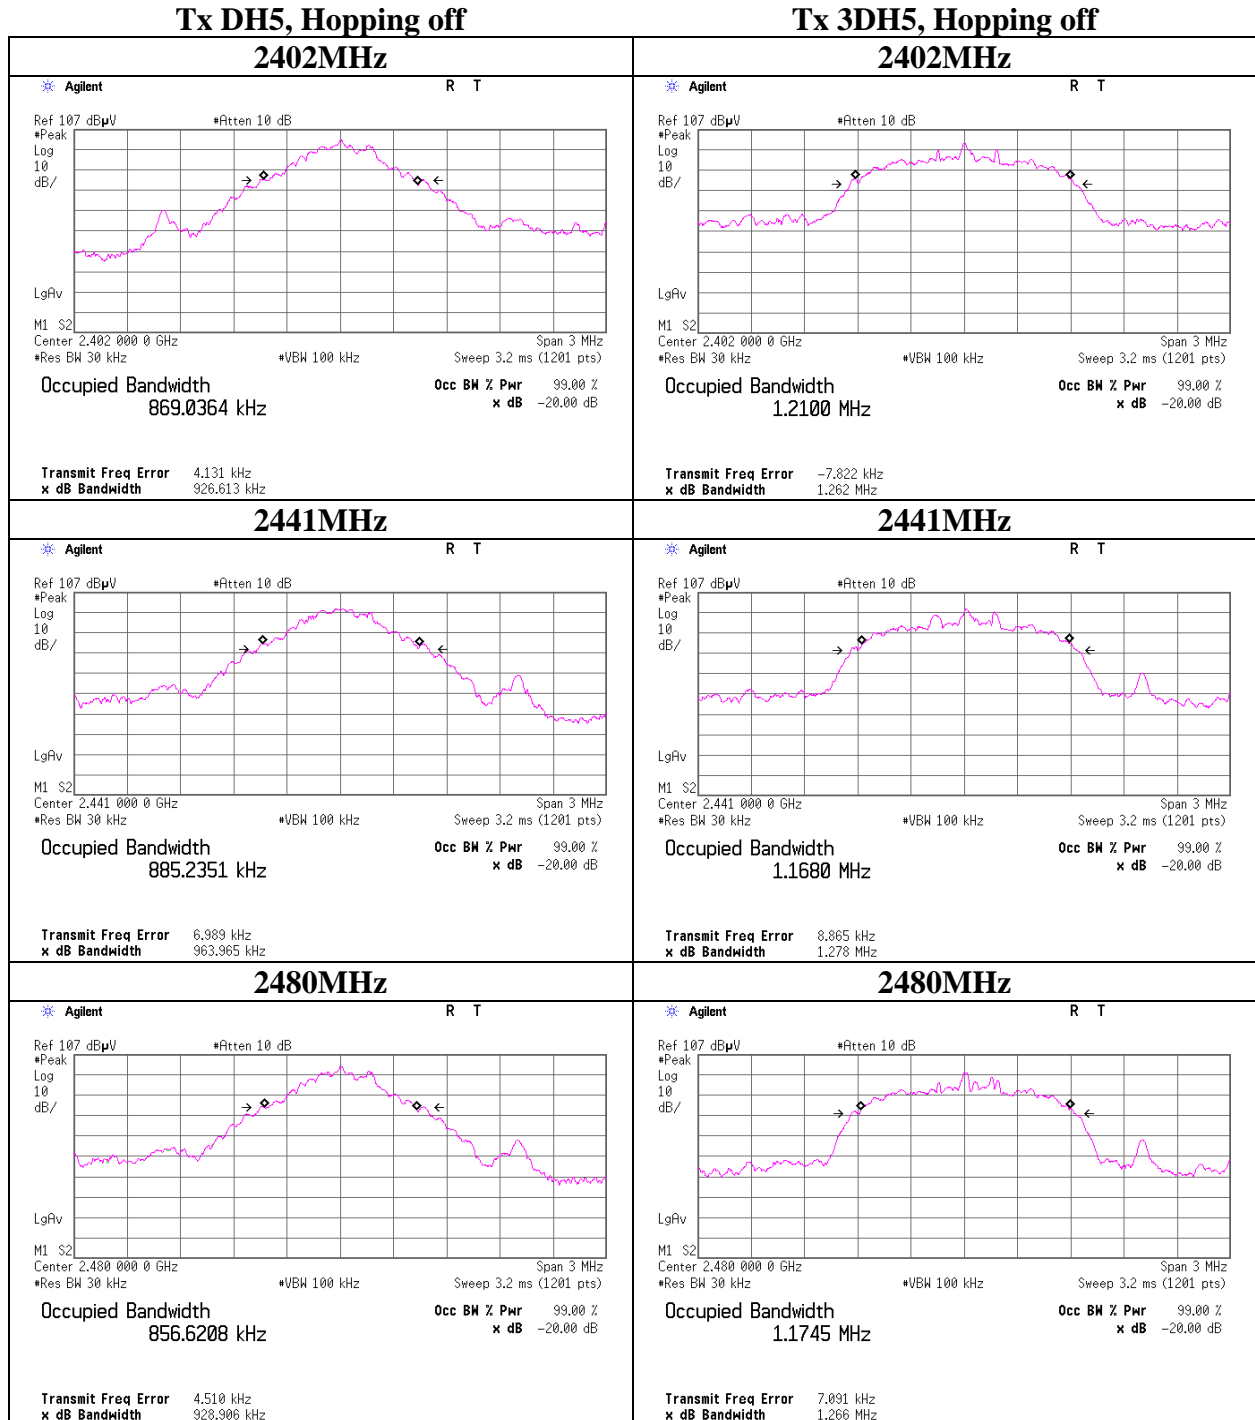 Tx DH5, Hopping off
Tx 3DH5, Hopping off
2402MHz
2402MHz
Agilent R T
Ref 107 dBµV #Atten 10 dB
#Peak
Log
10
dB/
LgAv
M1 S2
Center 2.402 000 0 GHz Span 3 MHz
#Res BW 30 kHz #VBW 100 kHz Sweep 3.2 ms (1201 pts)
Occupied Bandwidth Occ BW % Pwr 99.00 %
869.0364 kHz x dB -20.00 dB
Transmit Freq Error 4.131 kHz
x dB Bandwidth 926.613 kHz
Agilent R T
Ref 107 dBµV #Atten 10 dB
#Peak
Log
10
dB/
LgAv
M1 S2
Center 2.402 000 0 GHz Span 3 MHz
#Res BW 30 kHz #VBW 100 kHz Sweep 3.2 ms (1201 pts)
Occupied Bandwidth Occ BW % Pwr 99.00 %
1.2100 MHz x dB -20.00 dB
Transmit Freq Error -7.822 kHz
x dB Bandwidth 1.262 MHz
2441MHz
2441MHz
Agilent R T
Ref 107 dBµV #Atten 10 dB
#Peak
Log
10
dB/
LgAv
M1 S2
Center 2.441 000 0 GHz Span 3 MHz
#Res BW 30 kHz #VBW 100 kHz Sweep 3.2 ms (1201 pts)
Occupied Bandwidth Occ BW % Pwr 99.00 %
885.2351 kHz x dB -20.00 dB
Transmit Freq Error 6.989 kHz
x dB Bandwidth 963.965 kHz
Agilent R T
Ref 107 dBµV #Atten 10 dB
#Peak
Log
10
dB/
LgAv
M1 S2
Center 2.441 000 0 GHz Span 3 MHz
#Res BW 30 kHz #VBW 100 kHz Sweep 3.2 ms (1201 pts)
Occupied Bandwidth Occ BW % Pwr 99.00 %
1.1680 MHz x dB -20.00 dB
Transmit Freq Error 8.865 kHz
x dB Bandwidth 1.278 MHz
2480MHz
2480MHz
Agilent R T
Ref 107 dBµV #Atten 10 dB
#Peak
Log
10
dB/
LgAv
M1 S2
Center 2.480 000 0 GHz Span 3 MHz
#Res BW 30 kHz #VBW 100 kHz Sweep 3.2 ms (1201 pts)
Occupied Bandwidth Occ BW % Pwr 99.00 %
856.6208 kHz x dB -20.00 dB
Transmit Freq Error 4.510 kHz
x dB Bandwidth 928.906 kHz
Agilent R T
Ref 107 dBµV #Atten 10 dB
#Peak
Log
10
dB/
LgAv
M1 S2
Center 2.480 000 0 GHz Span 3 MHz
#Res BW 30 kHz #VBW 100 kHz Sweep 3.2 ms (1201 pts)
Occupied Bandwidth Occ BW % Pwr 99.00 %
1.1745 MHz x dB -20.00 dB
Transmit Freq Error 7.091 kHz
x dB Bandwidth 1.266 MHz